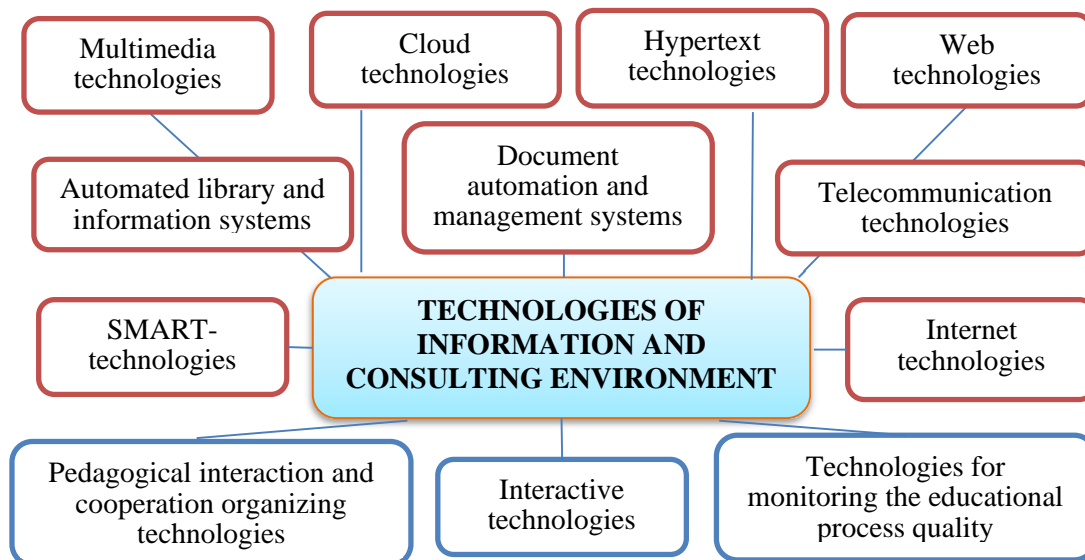 Multimedia
technologies
Cloud
technologies
Hypertext
technologies
Web
technologies
Automated library and
information systems
Document
automation and
management systems
Telecommunication
technologies
SMART-
technologies
TECHNOLOGIES OF
INFORMATION AND
CONSULTING ENVIRONMENT
Internet
technologies
Pedagogical interaction and
cooperation organizing
technologies
Interactive
technologies
Technologies for
monitoring the educational
process quality